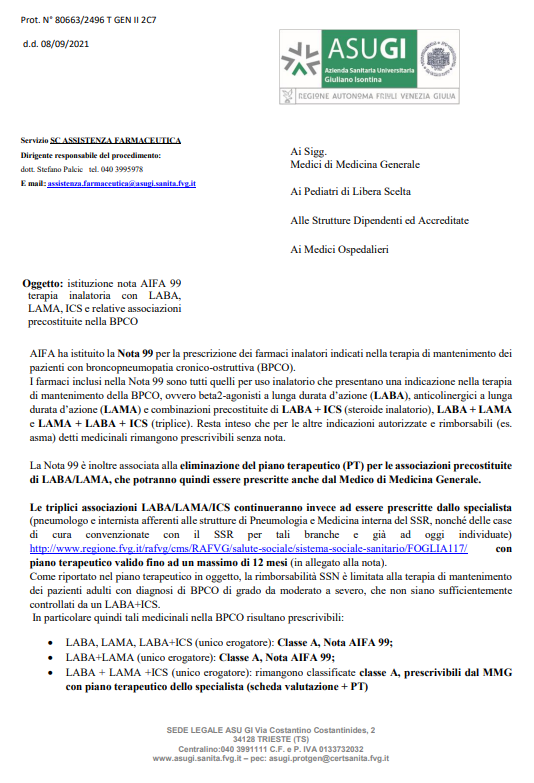 Prot. N° 80663/2496 T GEN II 2C7
d.d. 08/09/2021
ASUGI
Azienda Sanitaria Universitaria
Giuliano Isontina
REGIONE AUTONOMA FRIULI VENEZIA GIULIA
Servizio SC ASSISTENZA FARMACEUTICA
Dirigente responsabile del procedimento:
dott. Stefano Palcic tel. 040 3995978
E mail: assistenza.farmaceutica@asugi.sanita.fvg.it
Ai Sigg.
Medici di Medicina Generale
Ai Pediatri di Libera Scelta
Alle Strutture Dipendenti ed Accreditate
Ai Medici Ospedalieri
Oggetto: istituzione nota AIFA 99
terapia inalatoria con LABA,
LAMA, ICS e relative associazioni
precostituite nella BPCO
AIFA ha istituito la Nota 99 per la prescrizione dei farmaci inalatori indicati nella terapia di mantenimento dei
pazienti con broncopneumopatia cronico-ostruttiva (BPCO).
I farmaci inclusi nella Nota 99 sono tutti quelli per uso inalatorio che presentano una indicazione nella terapia
di mantenimento della BPCO, ovvero beta2-agonisti a lunga durata d'azione (LABA), anticolinergici a lunga
durata d'azione (LAMA) e combinazioni precostituite di LABA + ICS (steroide inalatorio), LABA + LAMA
e LAMA + LABA + ICS (triplice). Resta inteso che per le altre indicazioni autorizzate e rimborsabili (es.
asma) detti medicinali rimangono prescrivibili senza nota.
La Nota 99 è inoltre associata alla eliminazione del piano terapeutico (PT) per le associazioni precostituite
di LABA/LAMA, che potranno quindi essere prescritte anche dal Medico di Medicina Generale.
Le triplici associazioni LABA/LAMA/ICS continueranno invece ad essere prescritte dallo specialista
(pneumologo e internista afferenti alle strutture di Pneumologia e Medicina interna del SSR, nonché delle case
di cura convenzionate con il SSR per tali branche e già ad oggi individuate)
http://www.regione.fvg.it/rafvg/cms/RAFVG/salute-sociale/sistema-sociale-sanitario/FOGLIA117/ con
piano terapeutico valido fino ad un massimo di 12 mesi (in allegato alla nota).
Come riportato nel piano terapeutico in oggetto, la rimborsabilità SSN è limitata alla terapia di mantenimento
dei pazienti adulti con diagnosi di BPCO di grado da moderato a severo, che non siano sufficientemente
controllati da un LABA+ICS.
In particolare quindi tali medicinali nella BPCO risultano prescrivibili:
• LABA, LAMA, LABA+ICS (unico erogatore): Classe A, Nota AIFA 99;
• LABA+LAMA (unico erogatore): Classe A, Nota AIFA 99;
• LABA + LAMA +ICS (unico erogatore): rimangono classificate classe A, prescrivibili dal MMG
con piano terapeutico dello specialista (scheda valutazione + PT)
SEDE LEGALE ASU GI Via Costantino Costantinides, 2
34128 TRIESTE (TS)
Centralino:040 3991111 C.F. e P. IVA 0133732032
www.asugi.sanita.fvg.it – pec: asugi.protgen@certsanita.fvg.it